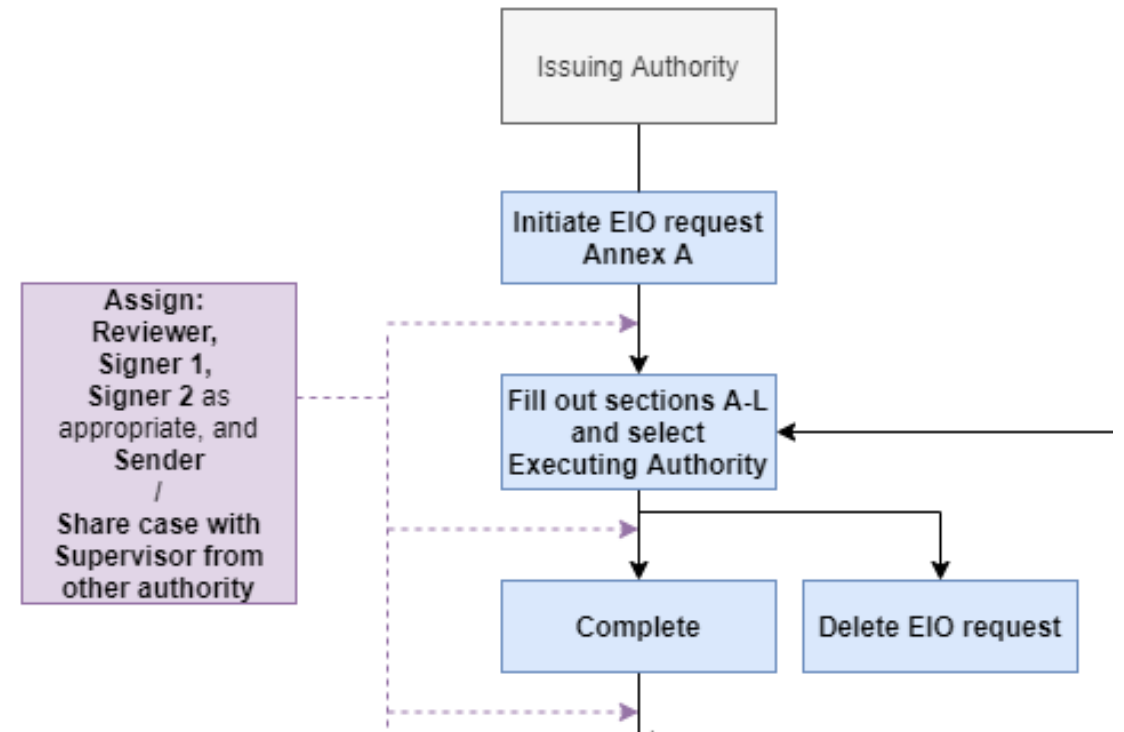 Issuing Authority
Initiate EIO request
Annex A
Assign:
Reviewer,
Signer 1,
Signer 2 as
appropriate, and
Sender
/
Share case with
Supervisor from
other authority
Fill out sections A-L
and select
Executing Authority
Complete
Delete EIO request